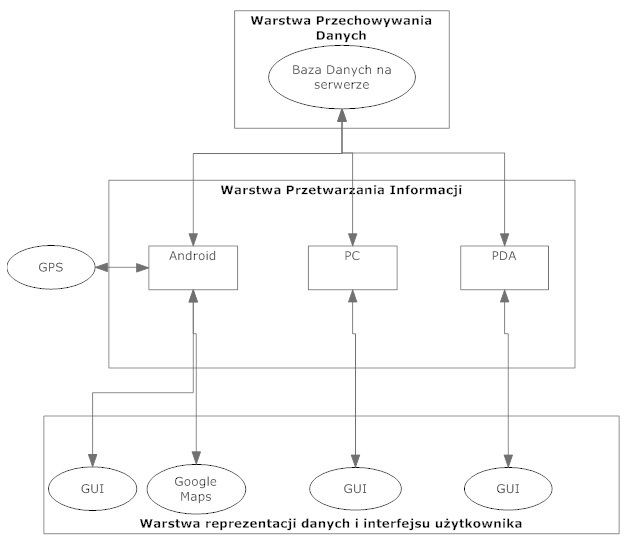 Warstwa Przechowywania
Danych
Baza Danych na
serwerze
Warstwa Przetwarzania Informacji
GPS
Android
PC
PDA
GUI
Google
Maps
GUI
GUI
Warstwa reprezentacji danych i interfejsu użytkownika